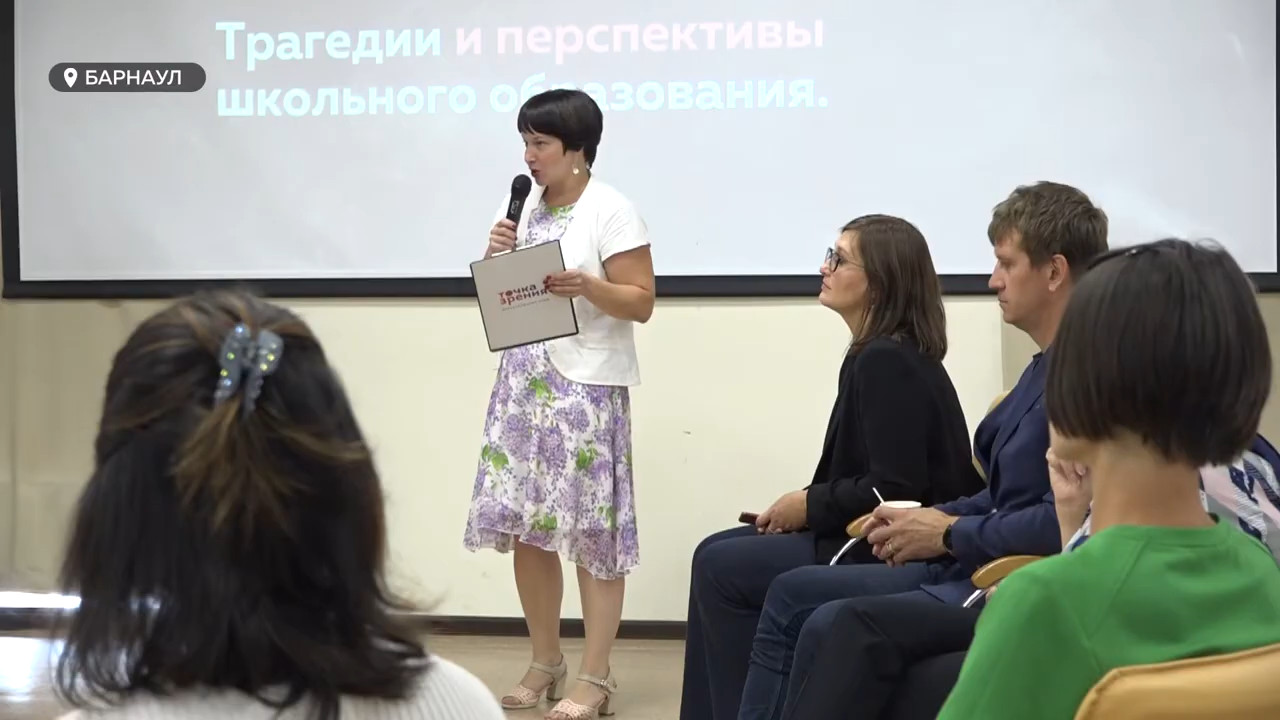 Трагедии и перспективы
БАРНАУЛ
школьного образования.
точка
зрения